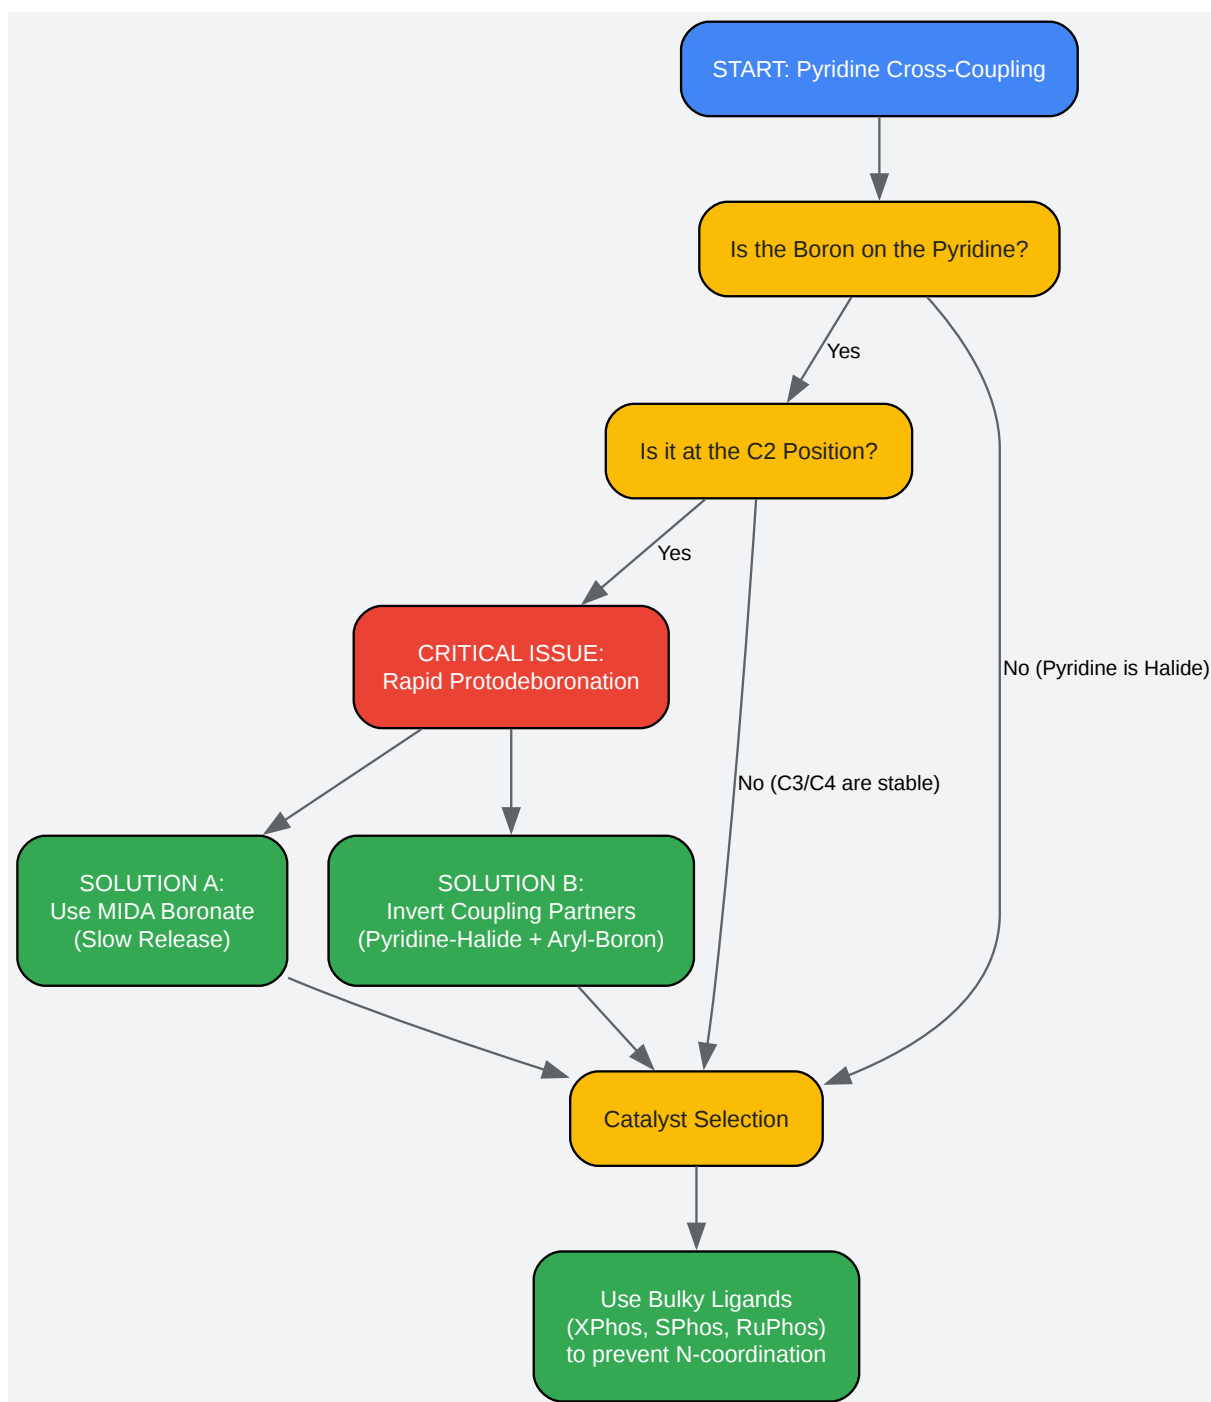 START: Pyridine Cross-Coupling
Is the Boron on the Pyridine?
Yes
Is it at the C2 Position?
Yes
CRITICAL ISSUE:
Rapid Protodeboronation
No (Pyridine is Halide)
No (C3/C4 are stable)
SOLUTION A:
Use MIDA Boronate
(Slow Release)
SOLUTION B:
Invert Coupling Partners
(Pyridine-Halide + Aryl-Boron)
Catalyst Selection
Use Bulky Ligands
(XPhos, SPhos, RuPhos)
to prevent N-coordination